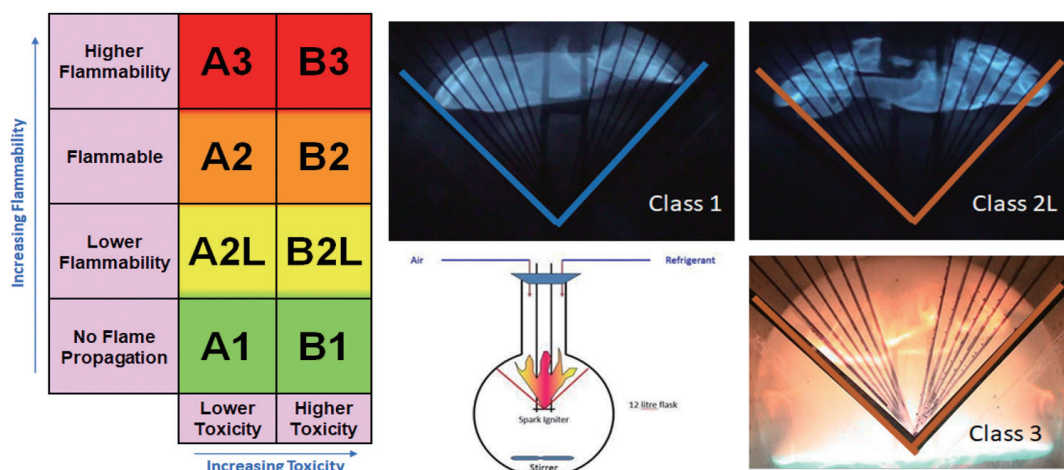 Increasing Flammability
Higher
Flammability
A3
B3
Flammable
A2
B2
Lower
Flammability
A2L
B2L
No Flame
Propagation
A1
B1
Lower
Toxicity
Higher
Toxicity
Increasing Toxicity
Class 1
Class 2L
Air
Refrigerant
12 litre flask
Spark Igniter
Stirrer
Class 3